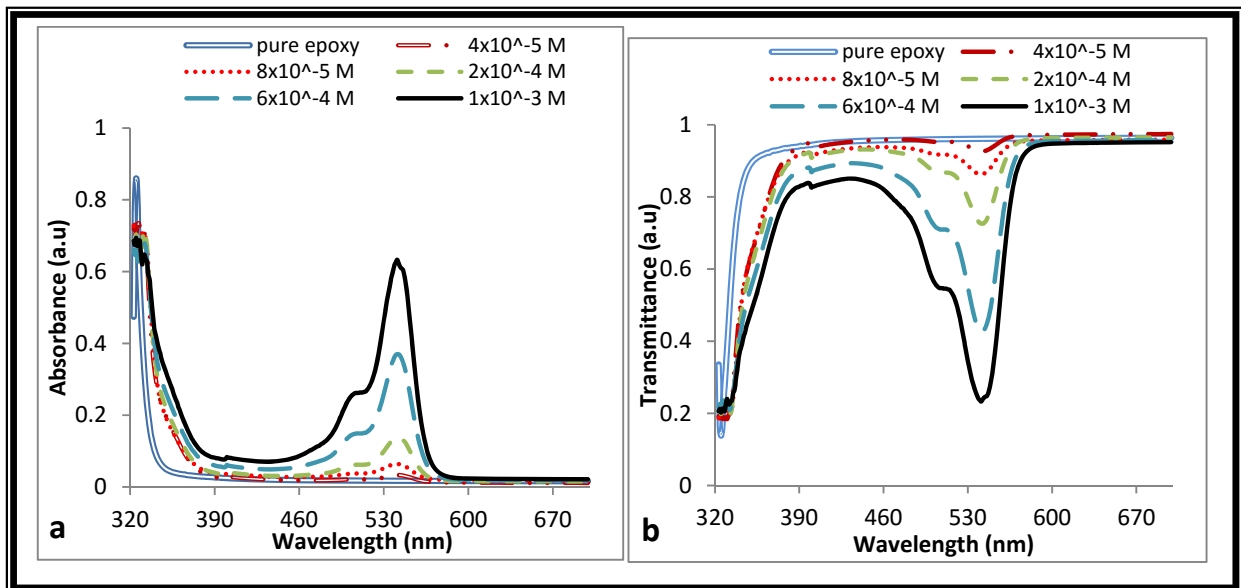 pure epoxy 4x10^-5 M
8x10^-5 M 2x10^-4 M
6x10^-4 M 1x10^-3 M
1
0.8
0.6
0.4
0.2
0
Absorbance (a.u)
320 390 460 530 600 670
Wavelength (nm)
a
pure epoxy 4x10^-5 M
8x10^-5 M 2x10^-4 M
6x10^-4 M 1x10^-3 M
1
0.8
0.6
0.4
0.2
0
Transmittance (a.u)
320 390 460 530 600 670
Wavelength (nm)
b